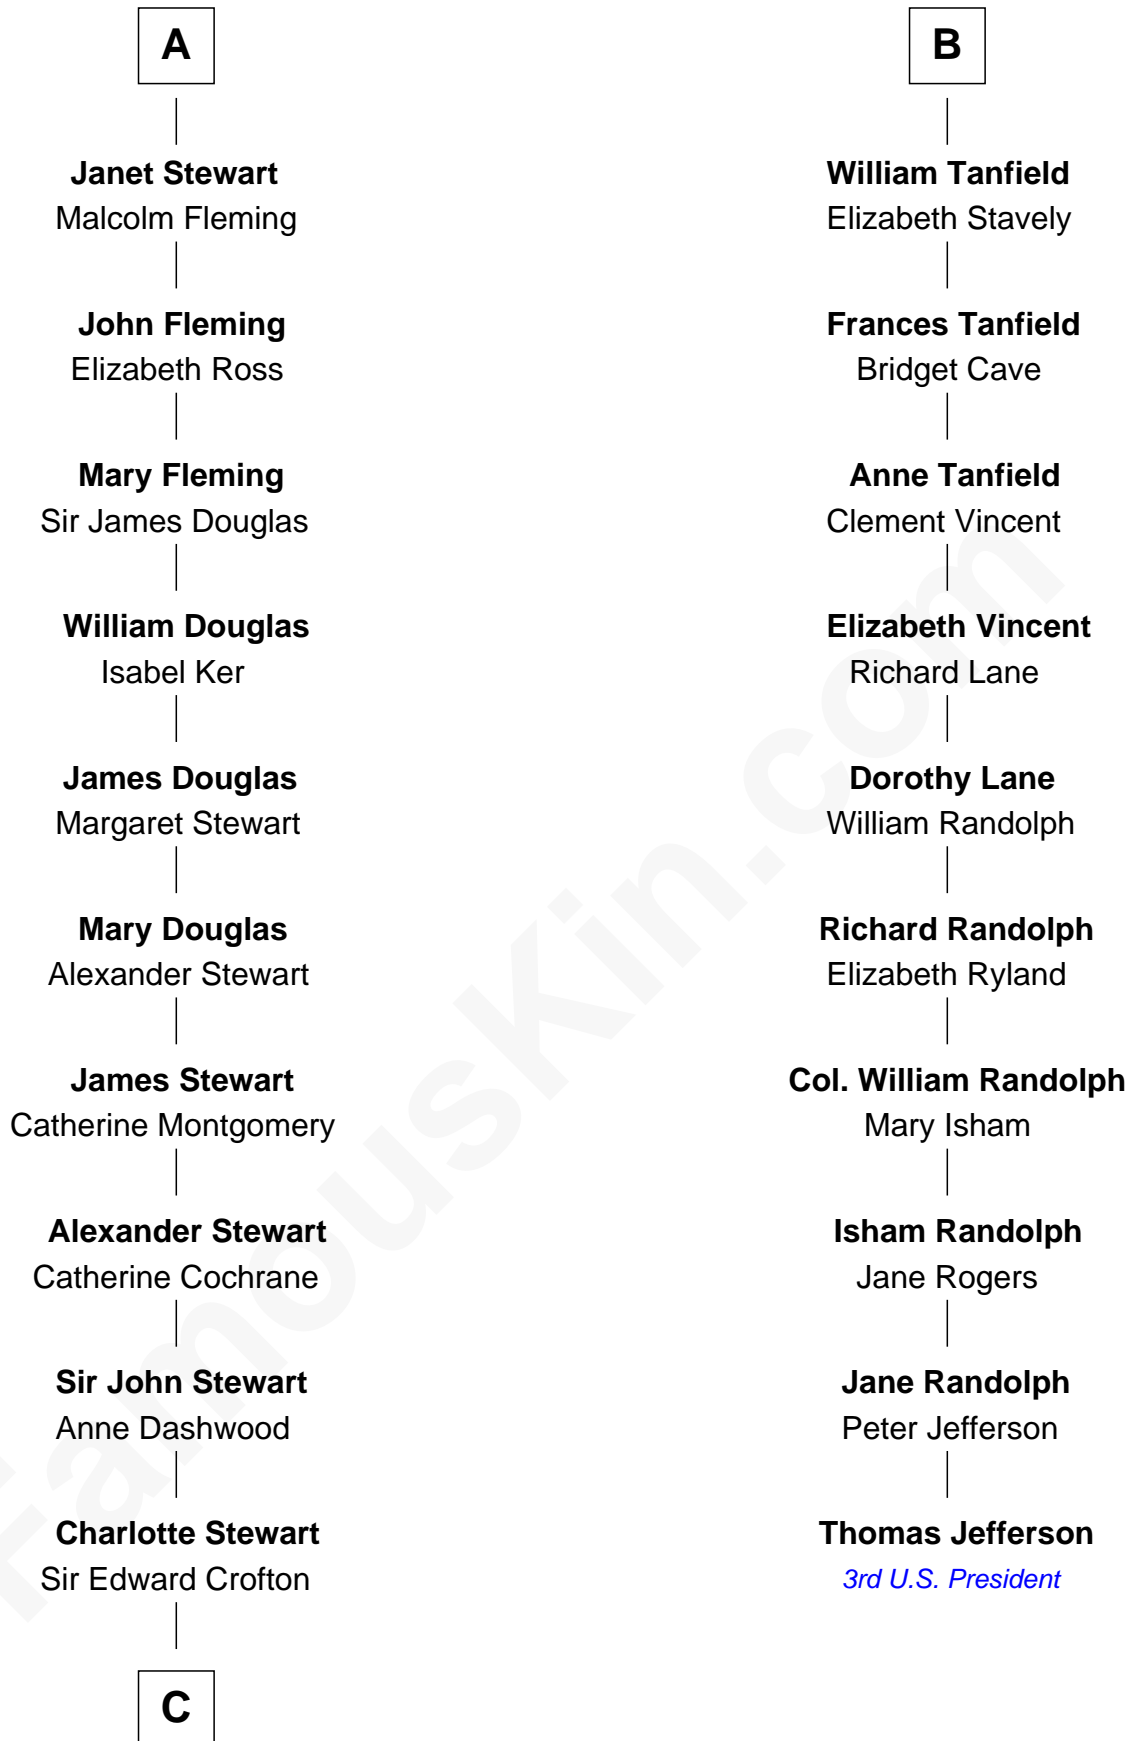 A
Janet Stewart
Malcolm Fleming
John Fleming
Elizabeth Ross
Mary Fleming
Sir James Douglas
William Douglas
Isabel Ker
James Douglas
Margaret Stewart
Mary Douglas
Alexander Stewart
James Stewart
Catherine Montgomery
Alexander Stewart
Catherine Cochrane
Sir John Stewart
Anne Dashwood
Charlotte Stewart
Sir Edward Crofton
C
B
William Tanfield
Elizabeth Stavely
Frances Tanfield
Bridget Cave
Anne Tanfield
Clement Vincent
Elizabeth Vincent
Richard Lane
Dorothy Lane
William Randolph
Richard Randolph
Elizabeth Ryland
Col. William Randolph
Mary Isham
Isham Randolph
Jane Rogers
Jane Randolph
Peter Jefferson
Thomas Jefferson
3rd U.S. President
FamousKin.com